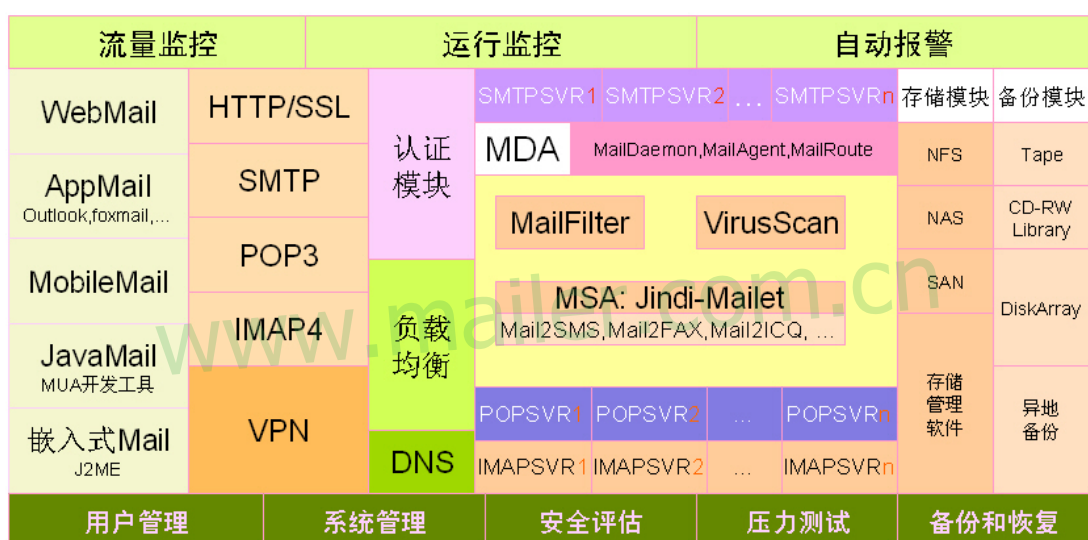 流量监控
运行监控
自动报警
WebMail
AppMail
Outlook,foxmail,...
MobileMail
JavaMail
MUA开发工具
嵌入式Mail
J2ME
HTTP/SSL
SMTP
POP3
IMAP4
VPN
认证
模块
负载
均衡
DNS
SMTPSVR1 SMTPSVR2 ... SMTPSVRn
MDA
MailDaemon,MailAgent,MailRoute
MailFilter
VirusScan
MSA: Jindi-Mailet
Mail2SMS,Mail2FAX,Mail2ICQ, ...
POPSVR1 POPSVR2 ... POPSVRn
IMAPSVR1 IMAPSVR2 ... IMAPSVRn
存储模块
NFS
NAS
SAN
存储
管理
软件
备份模块
Tape
CD-RW
Library
DiskArray
异地
备份
用户管理
系统管理
安全评估
压力测试
备份和恢复
www.mailer.com.cn